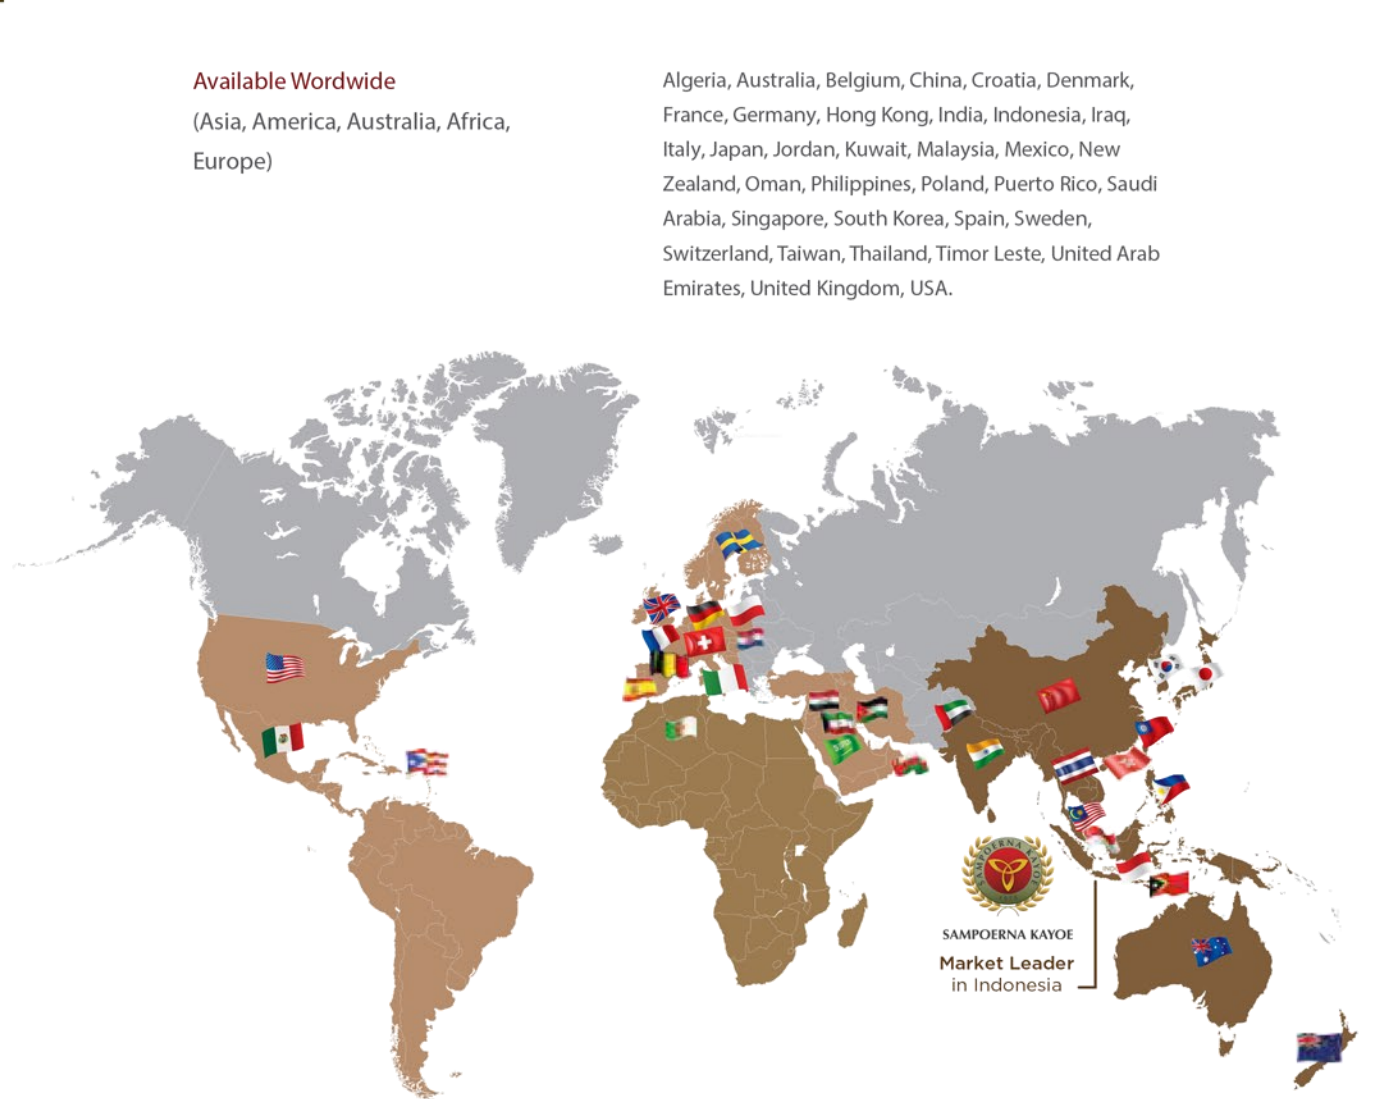 Available Wordwide
(Asia, America, Australia, Africa,
Europe)
Algeria, Australia, Belgium, China, Croatia, Denmark,
France, Germany, Hong Kong, India, Indonesia, Iraq,
Italy, Japan, Jordan, Kuwait, Malaysia, Mexico, New
Zealand, Oman, Philippines, Poland, Puerto Rico, Saudi
Arabia, Singapore, South Korea, Spain, Sweden,
Switzerland, Taiwan, Thailand, Timor Leste, United Arab
Emirates, United Kingdom, USA.
SAMPOERNA KAYOE
SAMPOERNA KAYOE
Market Leader
in Indonesia